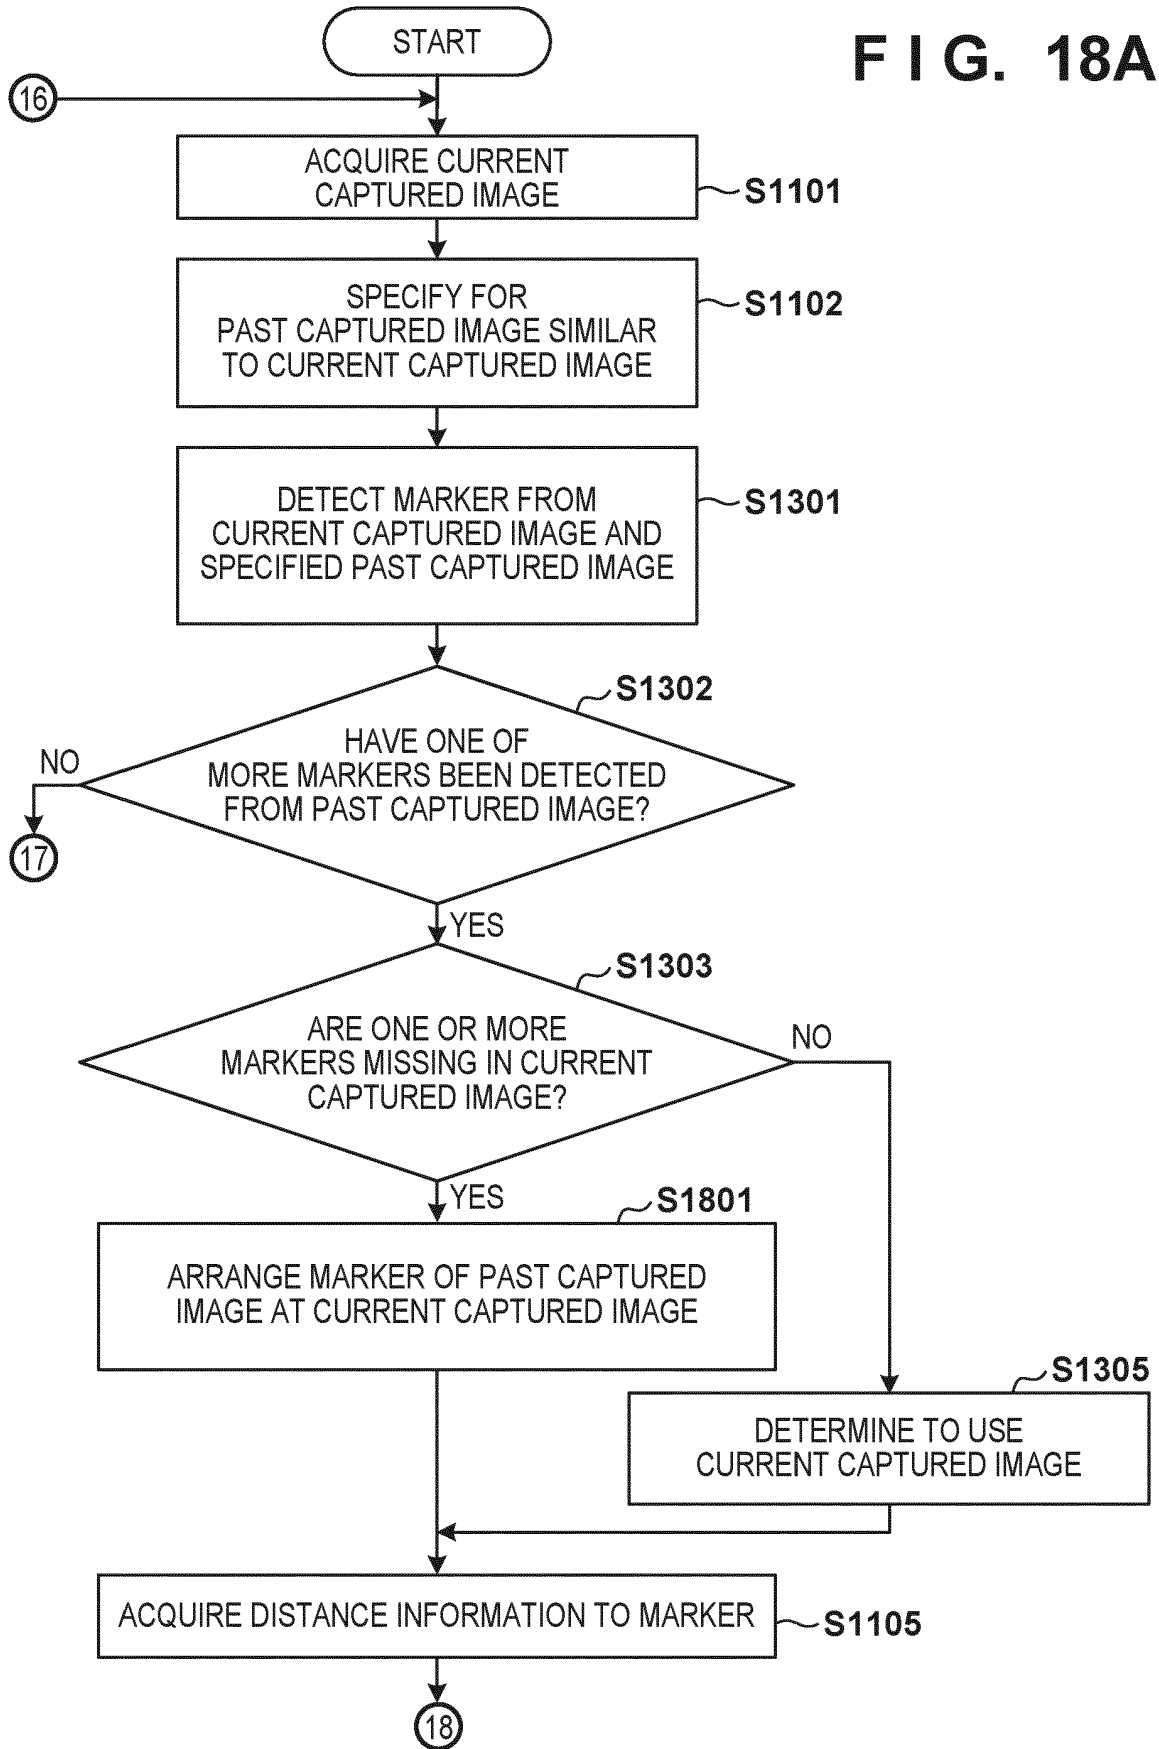 START
F I G. 18A
16
ACQUIRE CURRENT
CAPTURED IMAGE
S1101
SPECIFY FOR
PAST CAPTURED IMAGE SIMILAR
TO CURRENT CAPTURED IMAGE
S1102
DETECT MARKER FROM
CURRENT CAPTURED IMAGE AND
SPECIFIED PAST CAPTURED IMAGE
S1301
S1302
HAVE ONE OF
MORE MARKERS BEEN DETECTED
FROM PAST CAPTURED IMAGE?
NO
17
YES
S1303
ARE ONE OR MORE
MARKERS MISSING IN CURRENT
CAPTURED IMAGE?
NO
YES
S1801
ARRANGE MARKER OF PAST CAPTURED
IMAGE AT CURRENT CAPTURED IMAGE
S1305
DETERMINE TO USE
CURRENT CAPTURED IMAGE
ACQUIRE DISTANCE INFORMATION TO MARKER
S1105
18